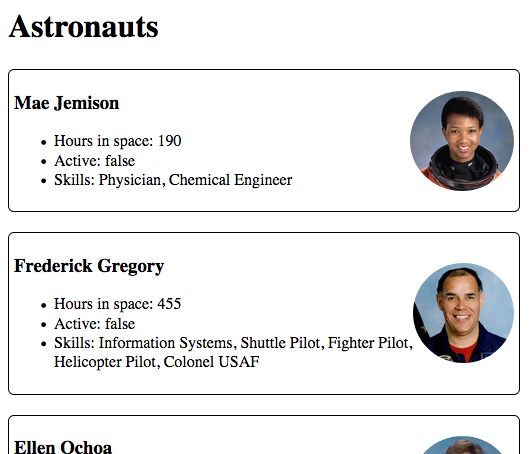 Astronauts
Mae Jemison
Hours in space: 190
Active: false
Skills: Physician, Chemical Engineer
Frederick Gregory
Hours in space: 455
Active: false
Skills: Information Systems, Shuttle Pilot, Fighter Pilot,
Helicopter Pilot, Colonel USAF
Ellen Ochoa